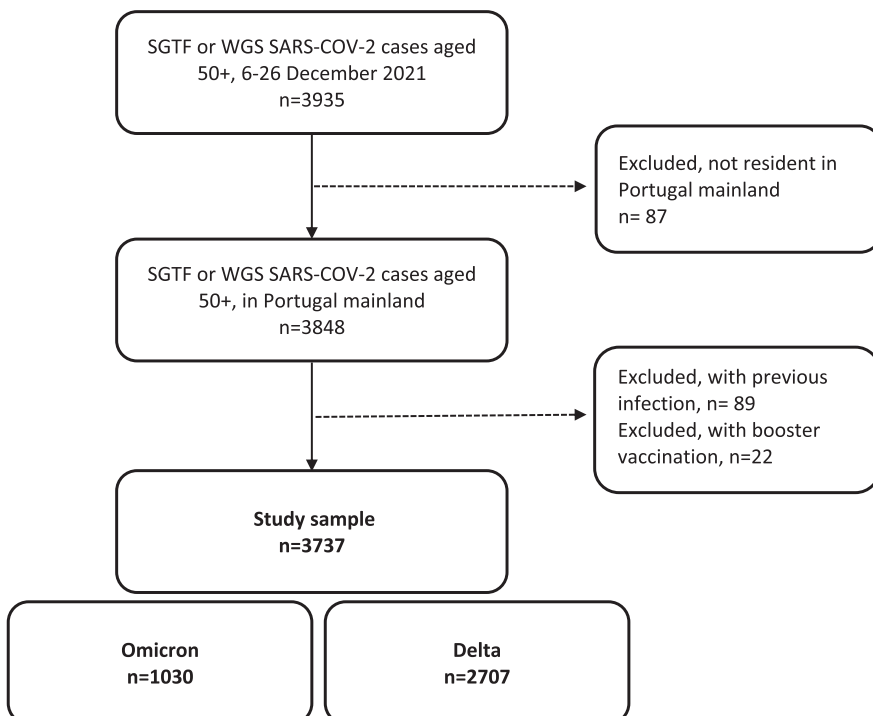 SGTF or WGS SARS-COV-2 cases aged
50+, 6-26 December 2021
n=3935
Excluded, not resident in
Portugal mainland
n= 87
SGTF or WGS SARS-COV-2 cases aged
50+, in Portugal mainland
n=3848
Excluded, with previous
infection, n= 89
Excluded, with booster
vaccination, n=22
Study sample
n=3737
Omicron
n=1030
Delta
n=2707